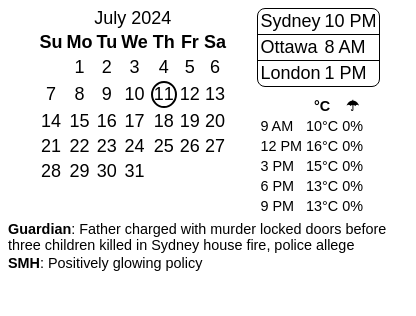 July 2024
Su Mo Tu We Th Fr Sa
1 2 3 4 5 6
7 8 9 10 11 12 13
14 15 16 17 18 19 20
21 22 23 24 25 26 27
28 29 30 31
Sydney 10 PM
Ottawa 8 AM
London 1 PM
°C ☂
9 AM 10°C 0%
12 PM 16°C 0%
3 PM 15°C 0%
6 PM 13°C 0%
9 PM 13°C 0%
Guardian: Father charged with murder locked doors before
three children killed in Sydney house fire, police allege
SMH: Positively glowing policy